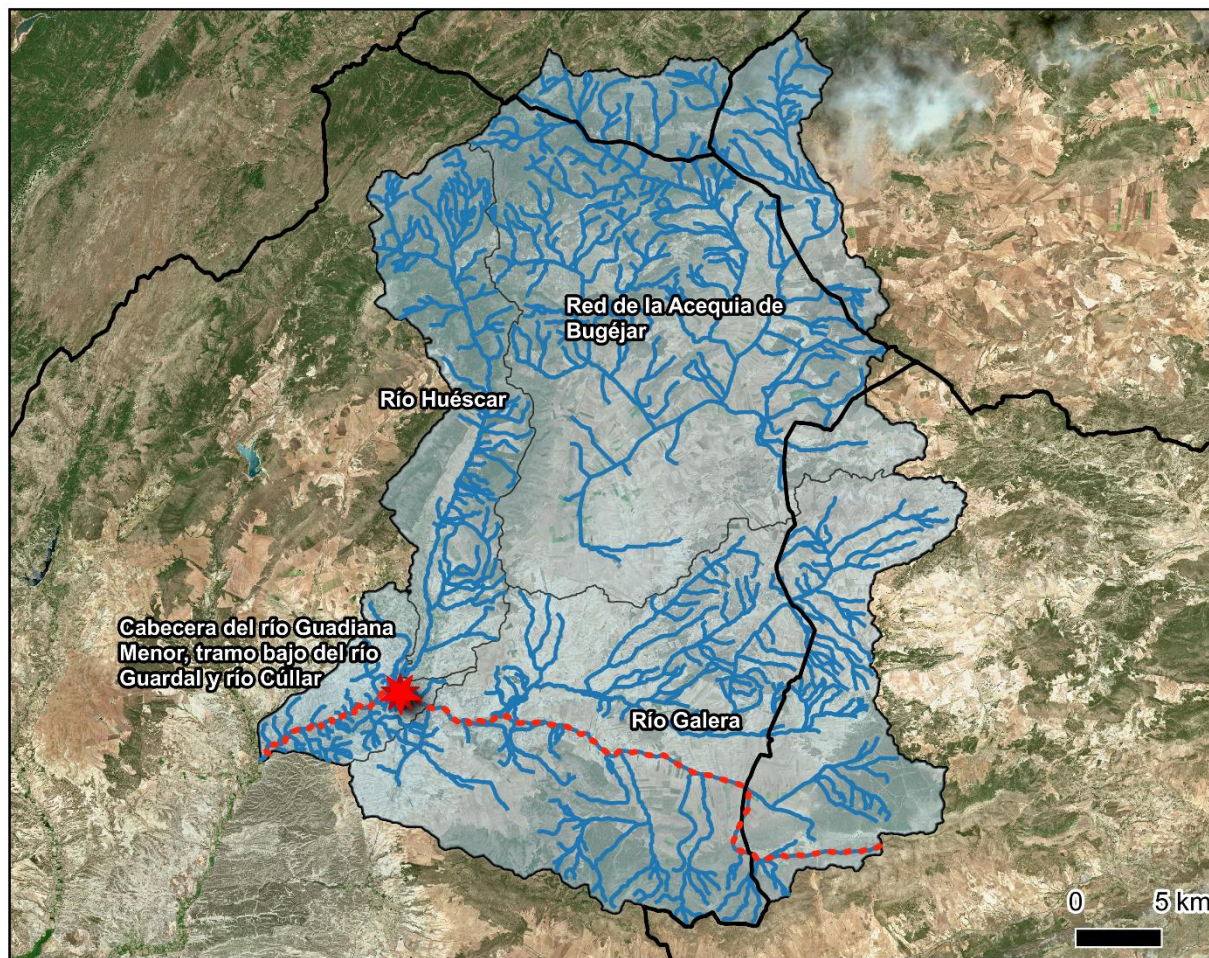 Red de la Acequia de
Bugéjar
Río Huéscar
Cabecera del río Guadiana
Menor, tramo bajo del río
Guardal y río Cúllar
Río Galera
0 5 km